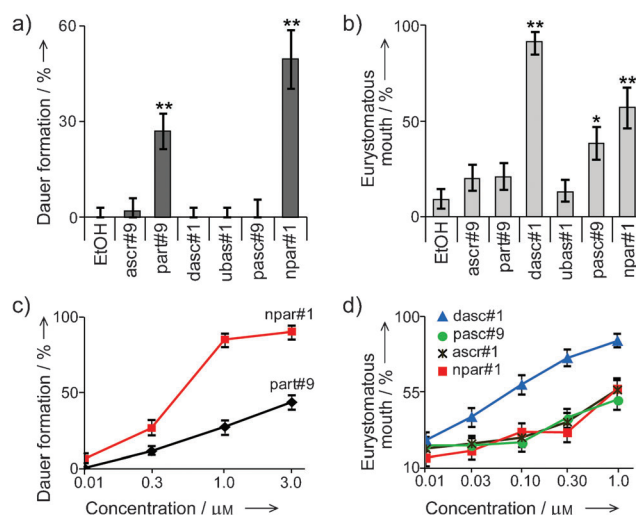 a)
Dauer formation / % →
60
30
0
**
**
EtOH
ascr#9
part#9
dasc#1
ubas#1
pasc#9
npar#1
b)
Eurystomatous
mouth / % →
100
50
0
**
*
**
EtOH
ascr#9
part#9
dasc#1
ubas#1
pasc#9
npar#1
c)
Dauer formation / % →
100
50
0
npar#1
part#9
0.01 0.3 1.0 3.0
Concentration / μM →
d)
Eurystomatous
mouth / % →
100
55
10
dasc#1
pasc#9
ascr#1
npar#1
0.01 0.03 0.10 0.30 1.0
Concentration / μM →